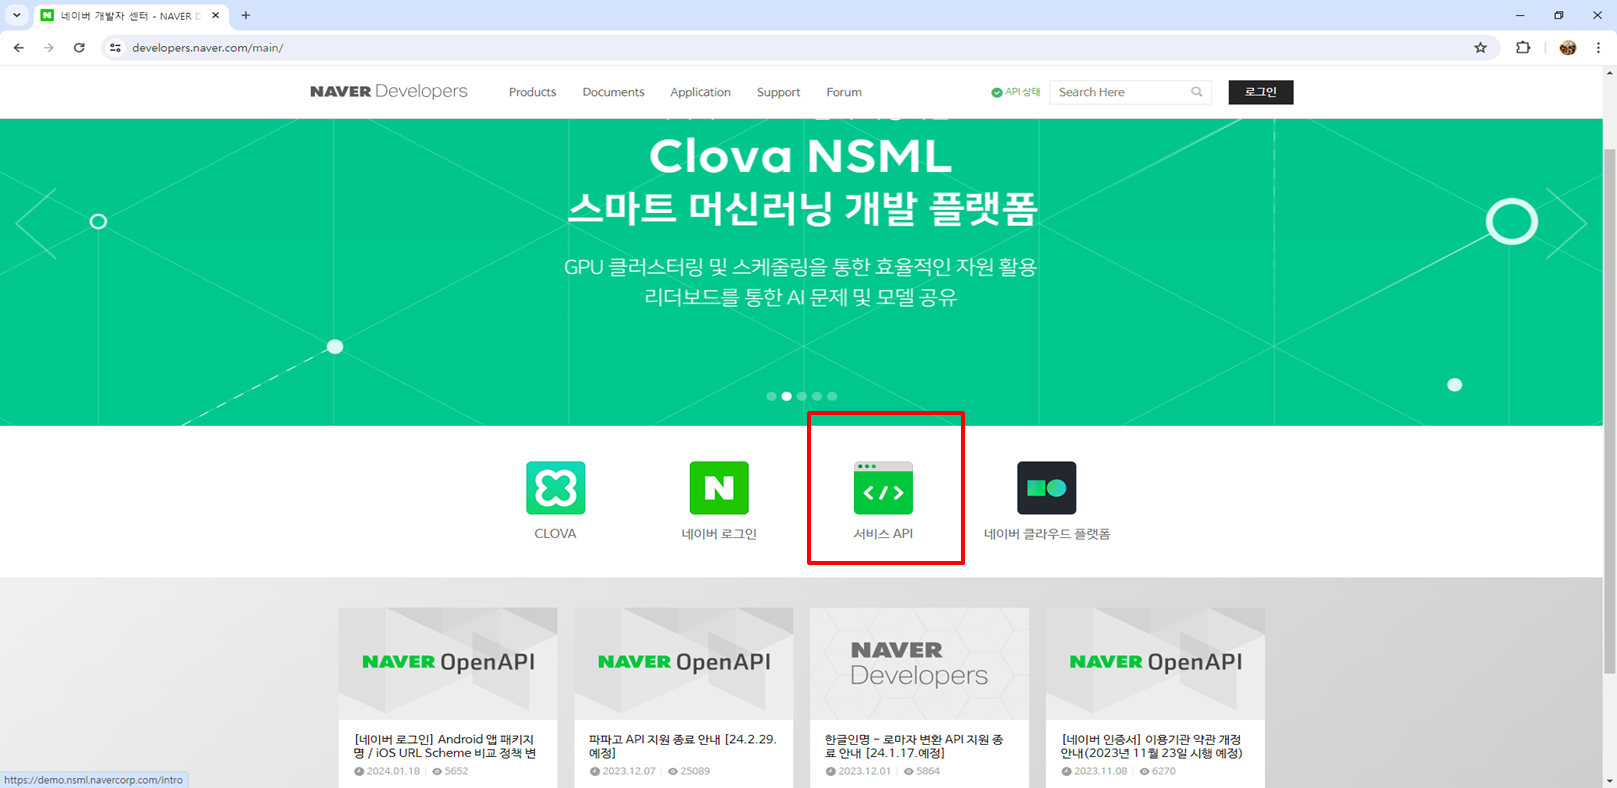 네이버 개발자 센터 - NAVER D
developers.naver.com/main/
NAVER Developers
Products
Documents
Application
Support
Forum
API 상태
Search Here
로그인
Clova NSML
스마트 머신러닝 개발 플랫폼
GPU 클러스터링 및 스케줄링을 통한 효율적인 자원 활용
리더보드를 통한 AI 문제 및 모델 공유
CLOVA
N
네이버 로그인
</>
서비스 API
네이버 클라우드 플랫폼
NAVER OpenAPI
[네이버 로그인] Android 앱 패키지
명 / iOS URL Scheme 비교 정책 변
2024.01.18 | 5652
NAVER OpenAPI
파파고 API 지원 종료 안내 [24.2.29.
예정]
2023.12.07 | 25089
NAVER
Developers
한글인명 - 로마자 변환 API 지원 종
료 안내 [24.1.17.예정]
2023.12.01 | 5864
NAVER OpenAPI
[네이버 인증서] 이용기관 약관 개정
안내(2023년 11월 23일 시행 예정)
2023.11.08 | 6270
https://demo.nsml.navercorp.com/intro